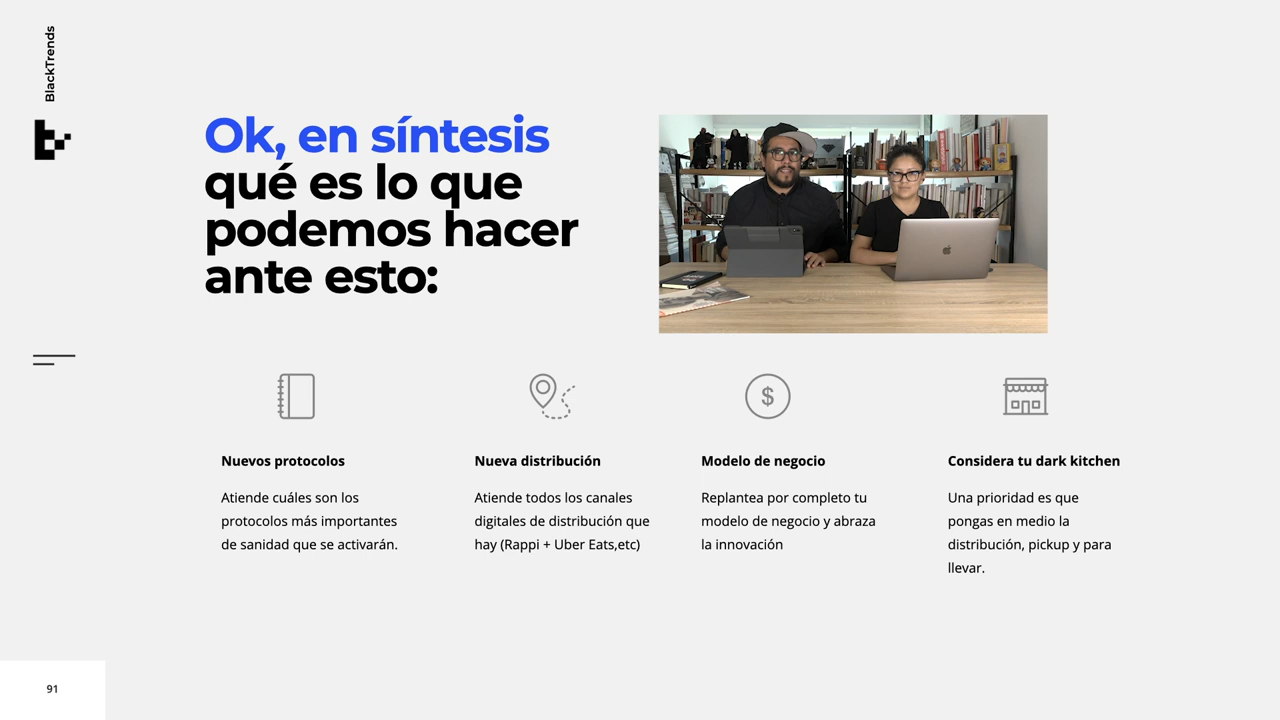 BlackTrends
Ok, en síntesis
qué es lo que
podemos hacer
ante esto:
Nuevos protocolos
Atiende cuáles son los
protocolos más importantes
de sanidad que se activarán.
Nueva distribución
Atiende todos los canales
digitales de distribución que
hay (Rappi + Uber Eats,etc)
$
Modelo de negocio
Replantea por completo tu
modelo de negocio y abraza
la innovación
Considera tu dark kitchen
Una prioridad es que
pongas en medio la
distribución, pickup y para
llevar.
91